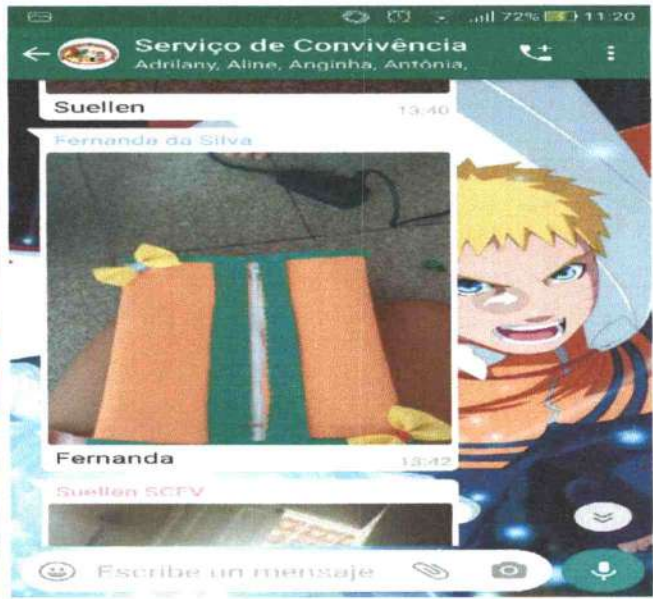 72% 11:20
Serviço de Convivência
Adrilany, Aline, Anginha, Antônia,
Suellen 13:40
Fernanda da Silva
Fernanda 13:42
Suellen SCFV
Escribe un mensaje